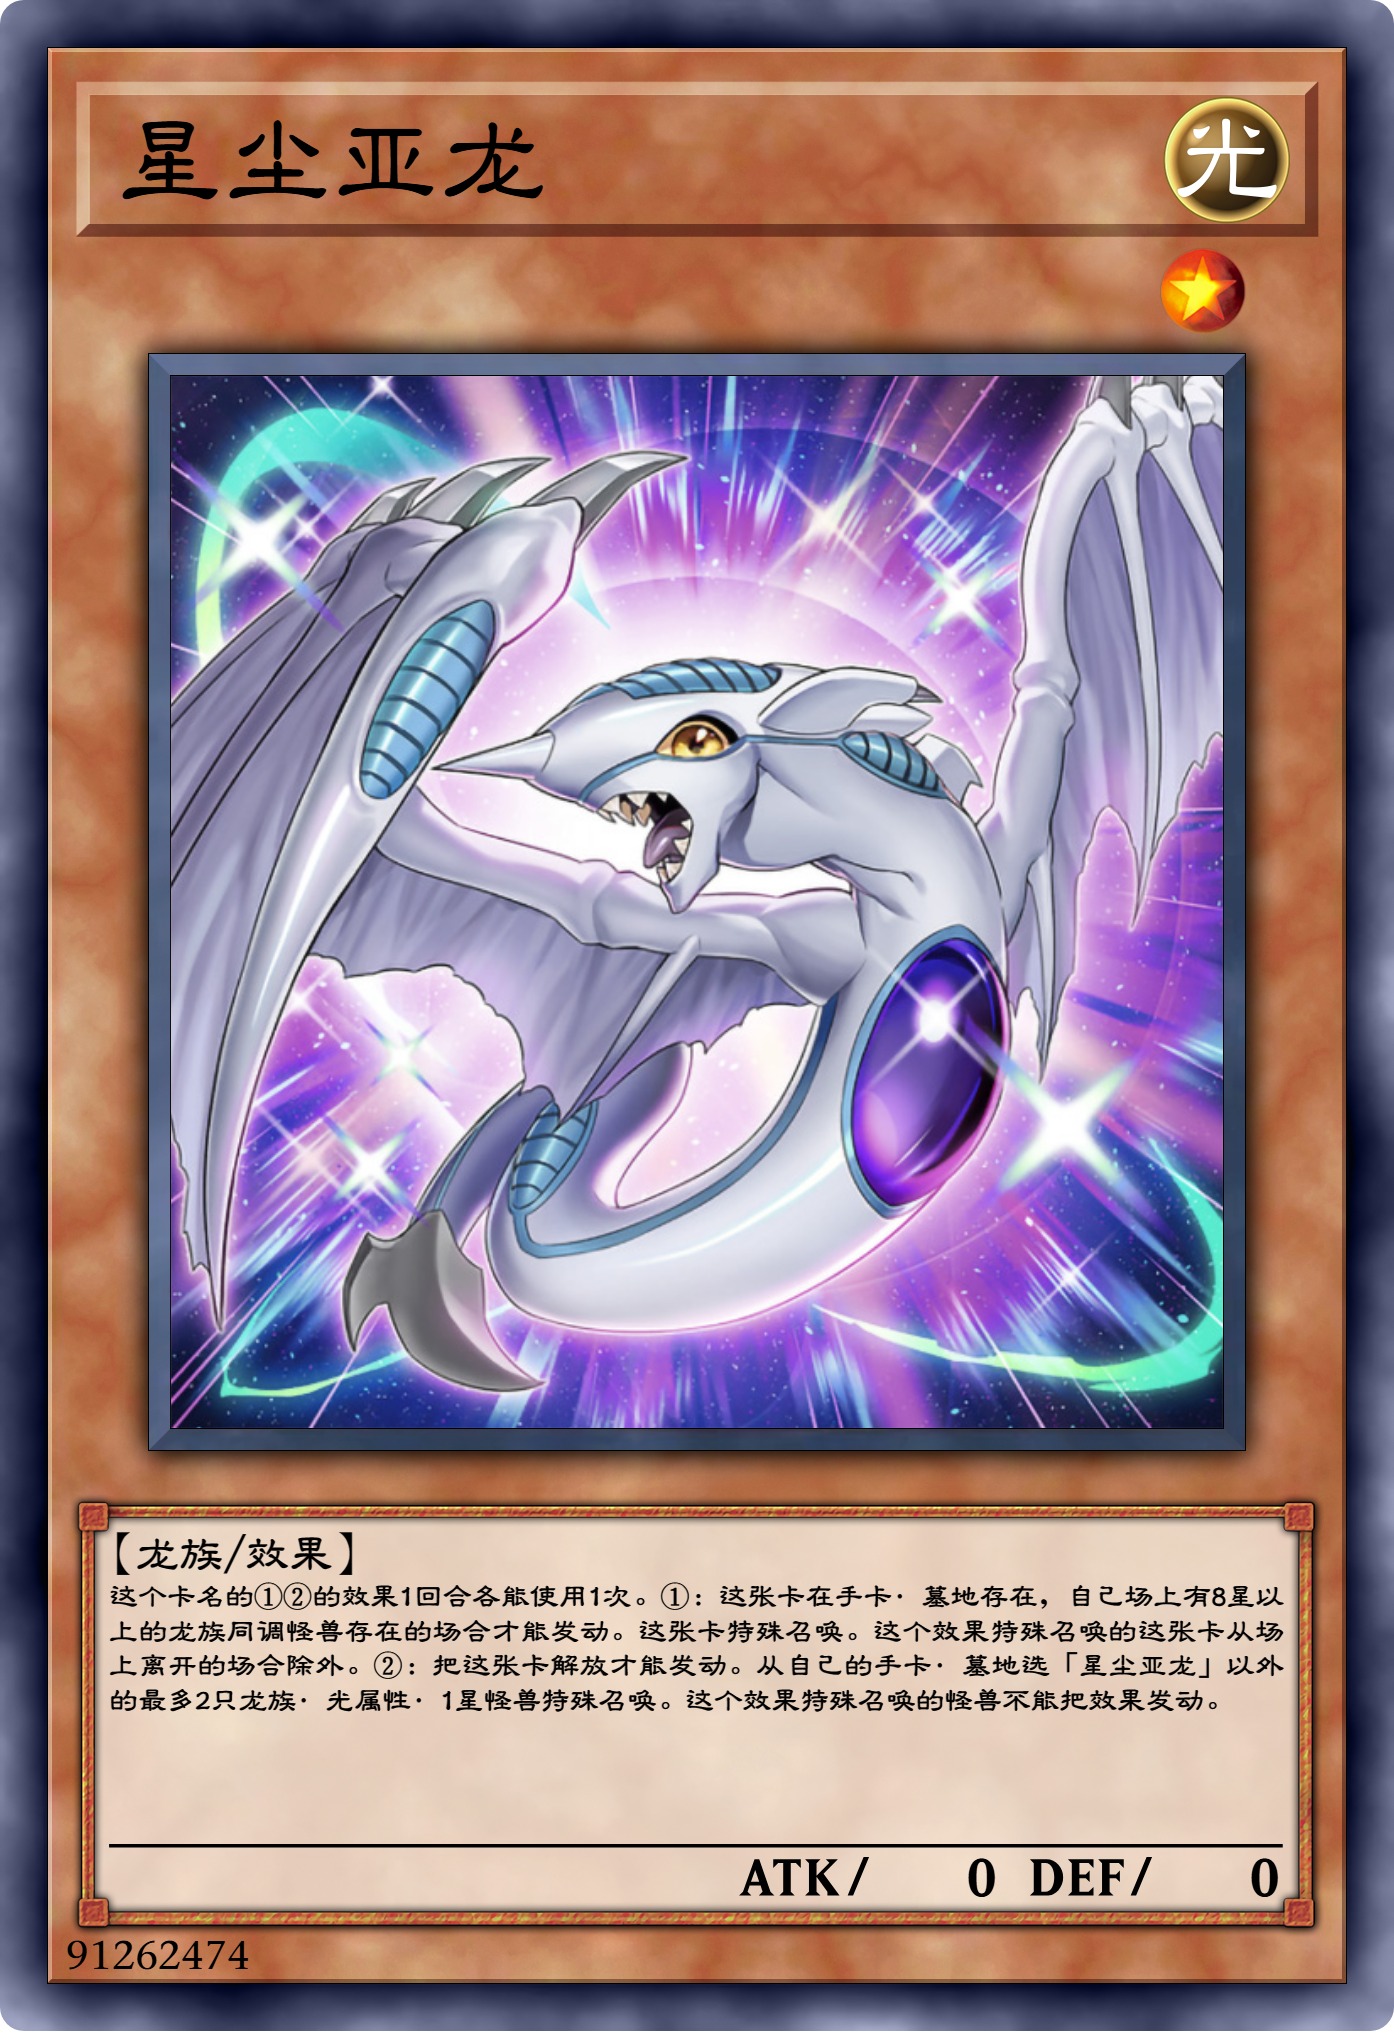 星尘亚龙
光
【龙族/效果】
这个卡名的①②的效果1回合各能使用1次。①：这张卡在手卡·墓地存在，自己场上有8星以
上的龙族同调怪兽存在的场合才能发动。这张卡特殊召唤。这个效果特殊召唤的这张卡从场
上离开的场合除外。②：把这张卡解放才能发动。从自己的手卡·墓地选「星尘亚龙」以外
的最多2只龙族·光属性·1星怪兽特殊召唤。这个效果特殊召唤的怪兽不能把效果发动。
ATK/ 0 DEF/ 0
91262474